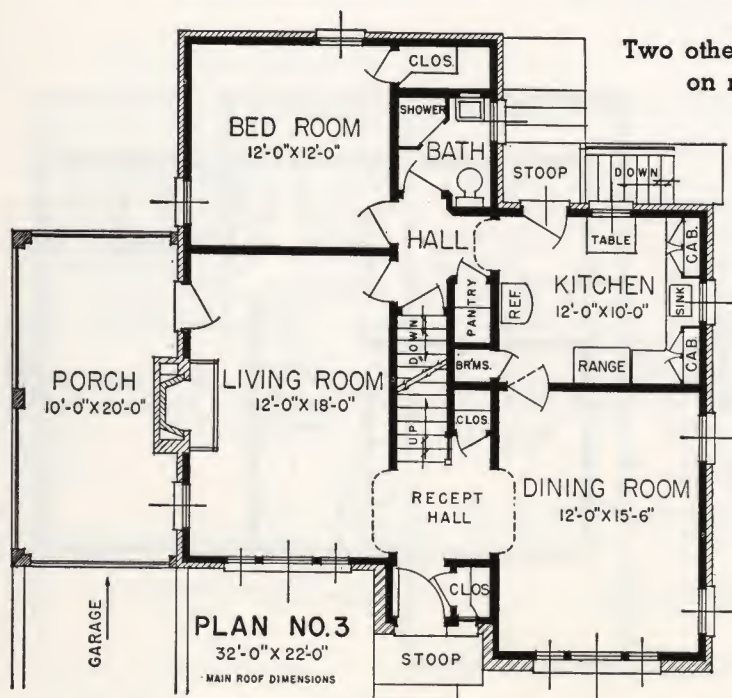 Two othe
on r
CLOS.
SHOWER
BED ROOM
12'-0"X12'-0"
BATH
STOOP
DOWN
HALL
TABLE
CAB.
KITCHEN
12'-0"X10'-0"
SINK
REF.
PANTRY
DOWN
PORCH
10'-0"X20'-0"
LIVING ROOM
12'-0"X18'-0"
BR'MS.
RANGE
CAB.
UP
CLOS.
RECEPT
HALL
DINING ROOM
12'-0"X15'-6"
GARAGE
CLOS
PLAN NO.3
32'-0"X 22'-0"
MAIN ROOF DIMENSIONS
STOOP